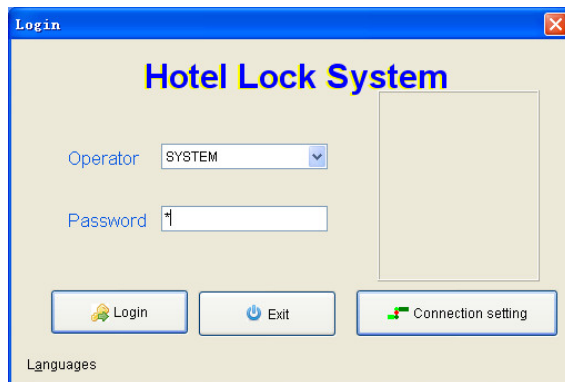 Login
Hotel Lock System
Operator SYSTEM
Password *
Login Exit Connection setting
Languages